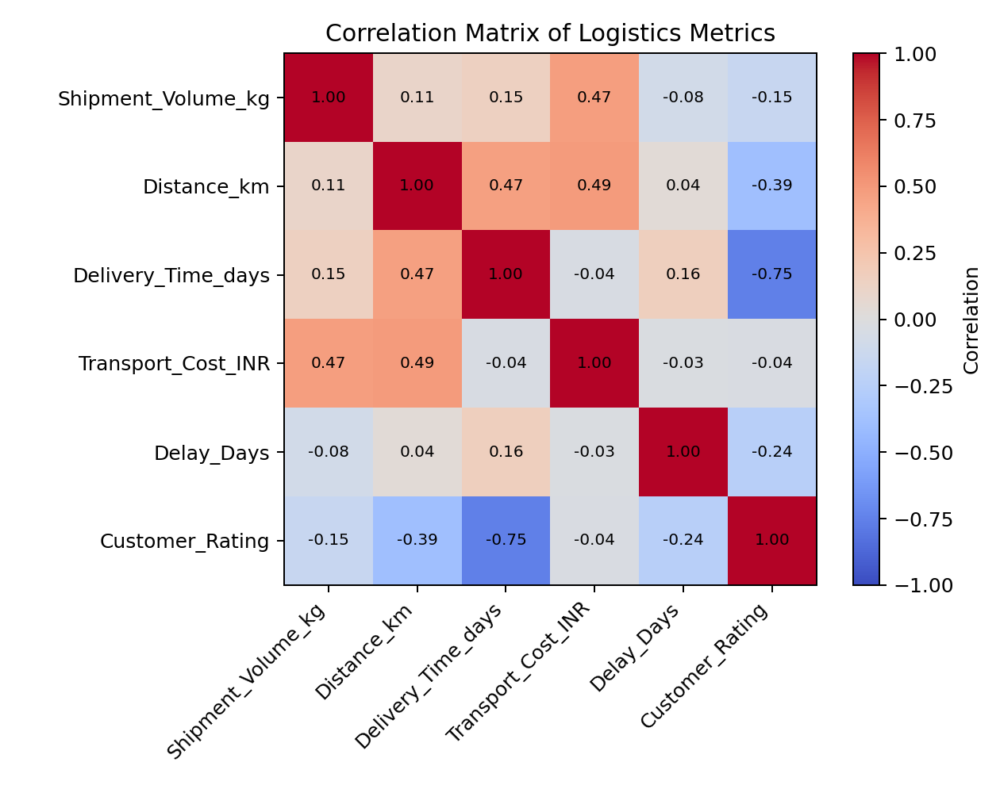 Correlation Matrix of Logistics Metrics
Shipment_Volume_kg 1.00 0.11 0.15 0.47 -0.08 -0.15
Distance_km 0.11 1.00 0.47 0.49 0.04 -0.39
Delivery_Time_days 0.15 0.47 1.00 -0.04 0.16 -0.75
Transport_Cost_INR 0.47 0.49 -0.04 1.00 -0.03 -0.04
Delay_Days -0.08 0.04 0.16 -0.03 1.00 -0.24
Customer_Rating -0.15 -0.39 -0.75 -0.04 -0.24 1.00
Shipment_Volume_kg
Distance_km
Delivery_Time_days
Transport_Cost_INR
Delay_Days
Customer_Rating
1.00
0.75
0.50
0.25
0.00
−0.25
−0.50
−0.75
−1.00
Correlation